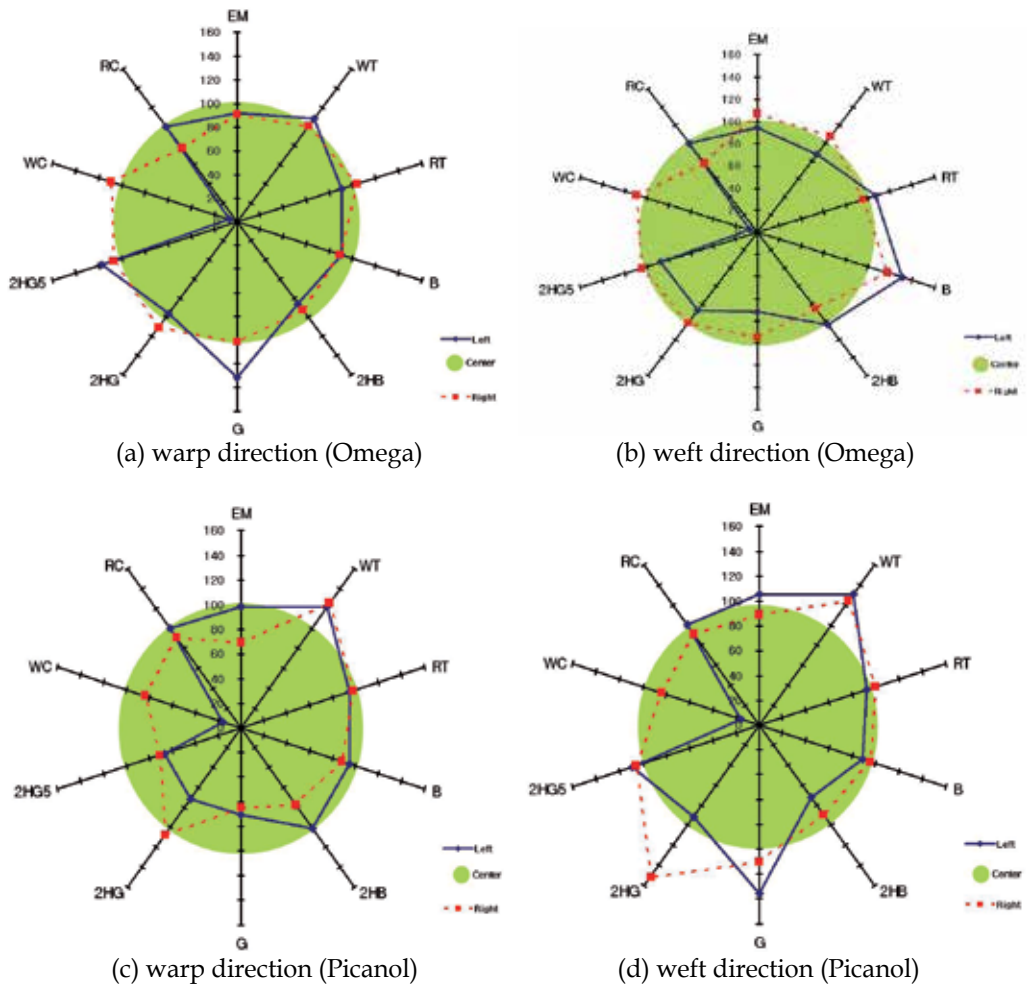 EM
160
140
120
100
80
60
40
20
0
RC
WT
WC
RT
2HG5
B
2HG
2HB
G
Left
Center
Right
(a) warp direction (Omega)
EM
160
140
120
100
80
60
40
RC
WT
WC
RT
2HG5
B
2HG
2HB
G
Left
Center
Right
(b) weft direction (Omega)
EM
160
140
120
100
80
60
40
20
RC
WT
WC
RT
2HG5
B
2HG
2HB
G
Left
Center
Right
(c) warp direction (Picanol)
EM
160
140
120
100
80
60
40
20
RC
WT
WC
RT
2HG5
B
2HG
2HB
G
Left
Center
Right
(d) weft direction (Picanol)